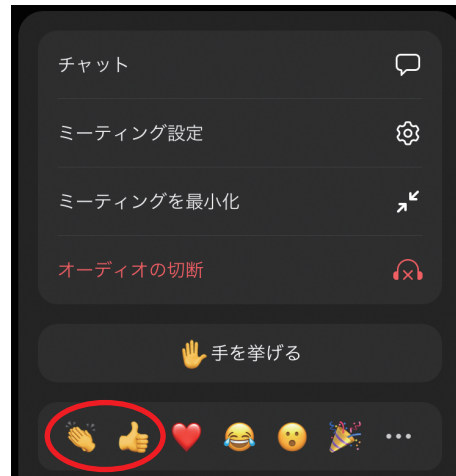 チャット
ミーティング設定
ミーティングを最小化
オーディオの切断
手を挙げる